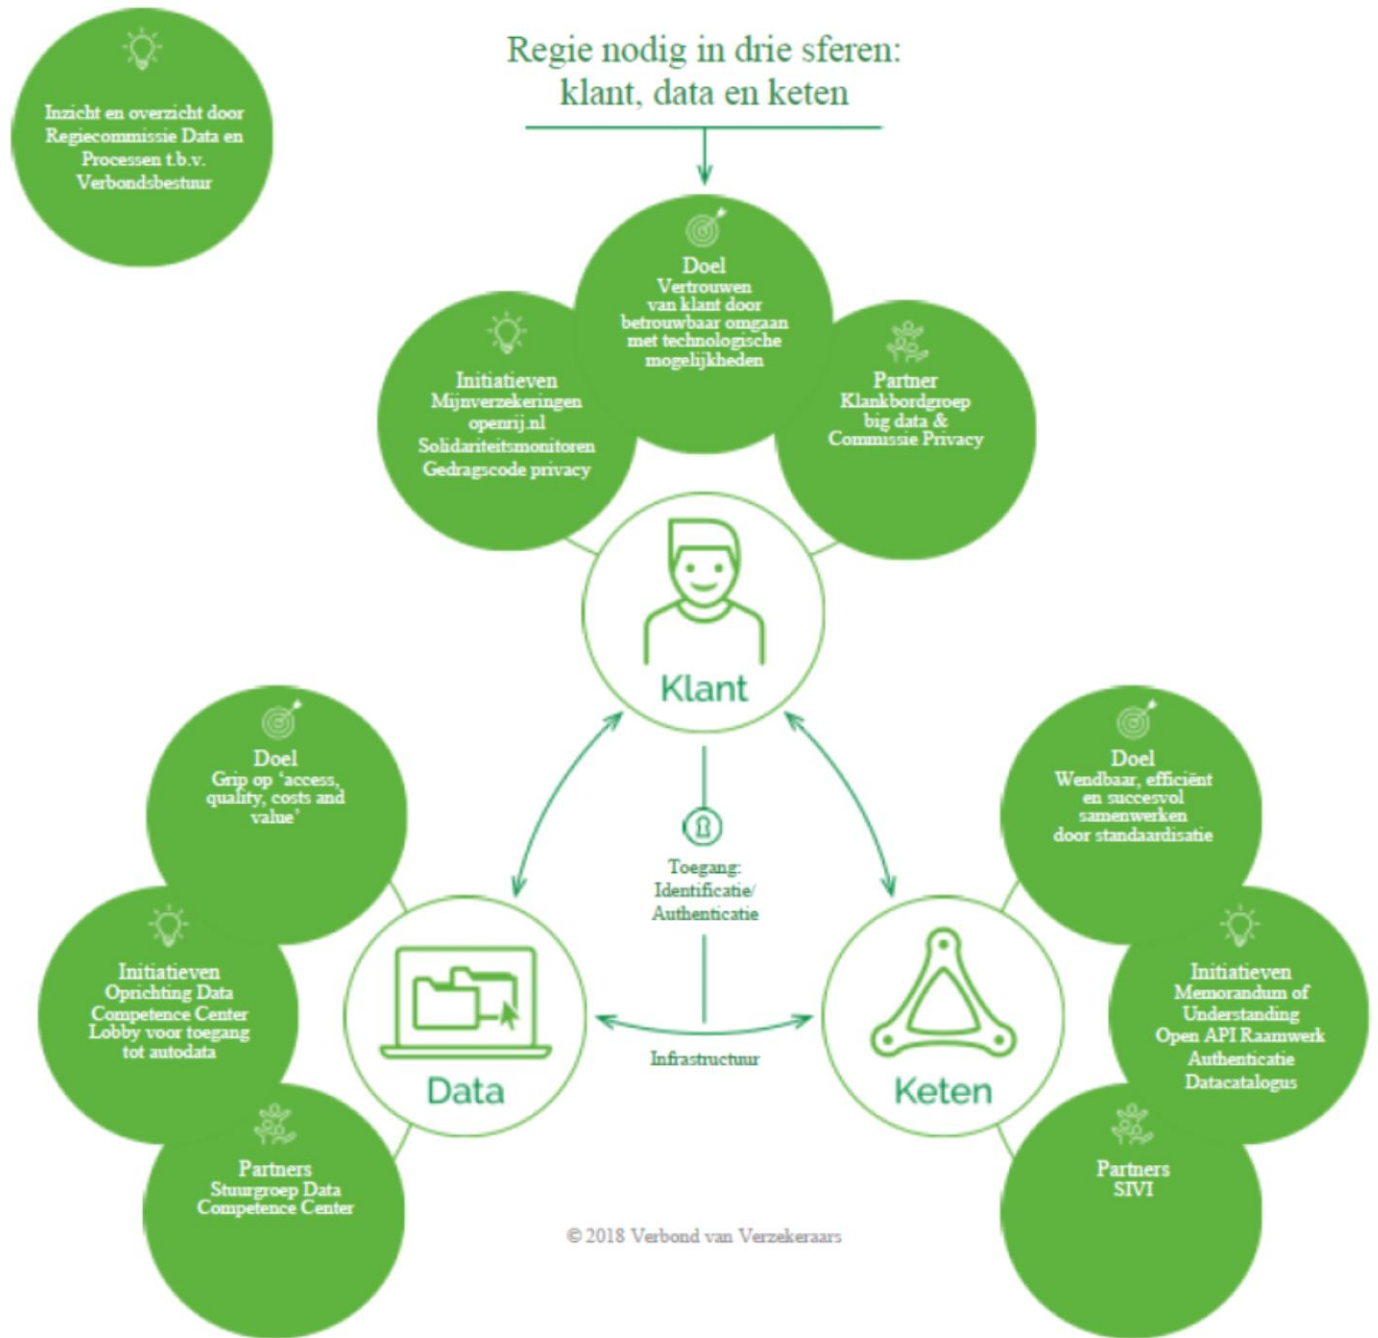 Inzicht en overzicht door
Regiecommissie Data en
Processen t.b.v.
Verbondsbestuur
Regie nodig in drie sferen:
klant, data en keten
Doel
Vertrouwen
van klant door
betrouwbaar omgaan
met technologische
mogelijkheden
Initiatieven
Mijnverzekeringen
openrij.nl
Solidariteitsmonitoren
Gedragscode privacy
Partner
Klankbordgroep
big data &
Commissie Privacy
Klant
Doel
Grip op ‘access,
quality, costs and
value’
Initiatieven
Oprichting Data
Competence Center
Lobby voor toegang
tot autodata
Partners
Stuurgroep Data
Competence Center
Data
Toegang:
Identificatie/
Authenticatie
Infrastructuur
Keten
Doel
Wendbaar, efficiënt
en succesvol
samenwerken
door standaardisatie
Initiatieven
Memorandum of
Understanding
Open API Raamwerk
Authenticatie
Datacatalogus
Partners
SIVI
© 2018 Verbond van Verzekeraars